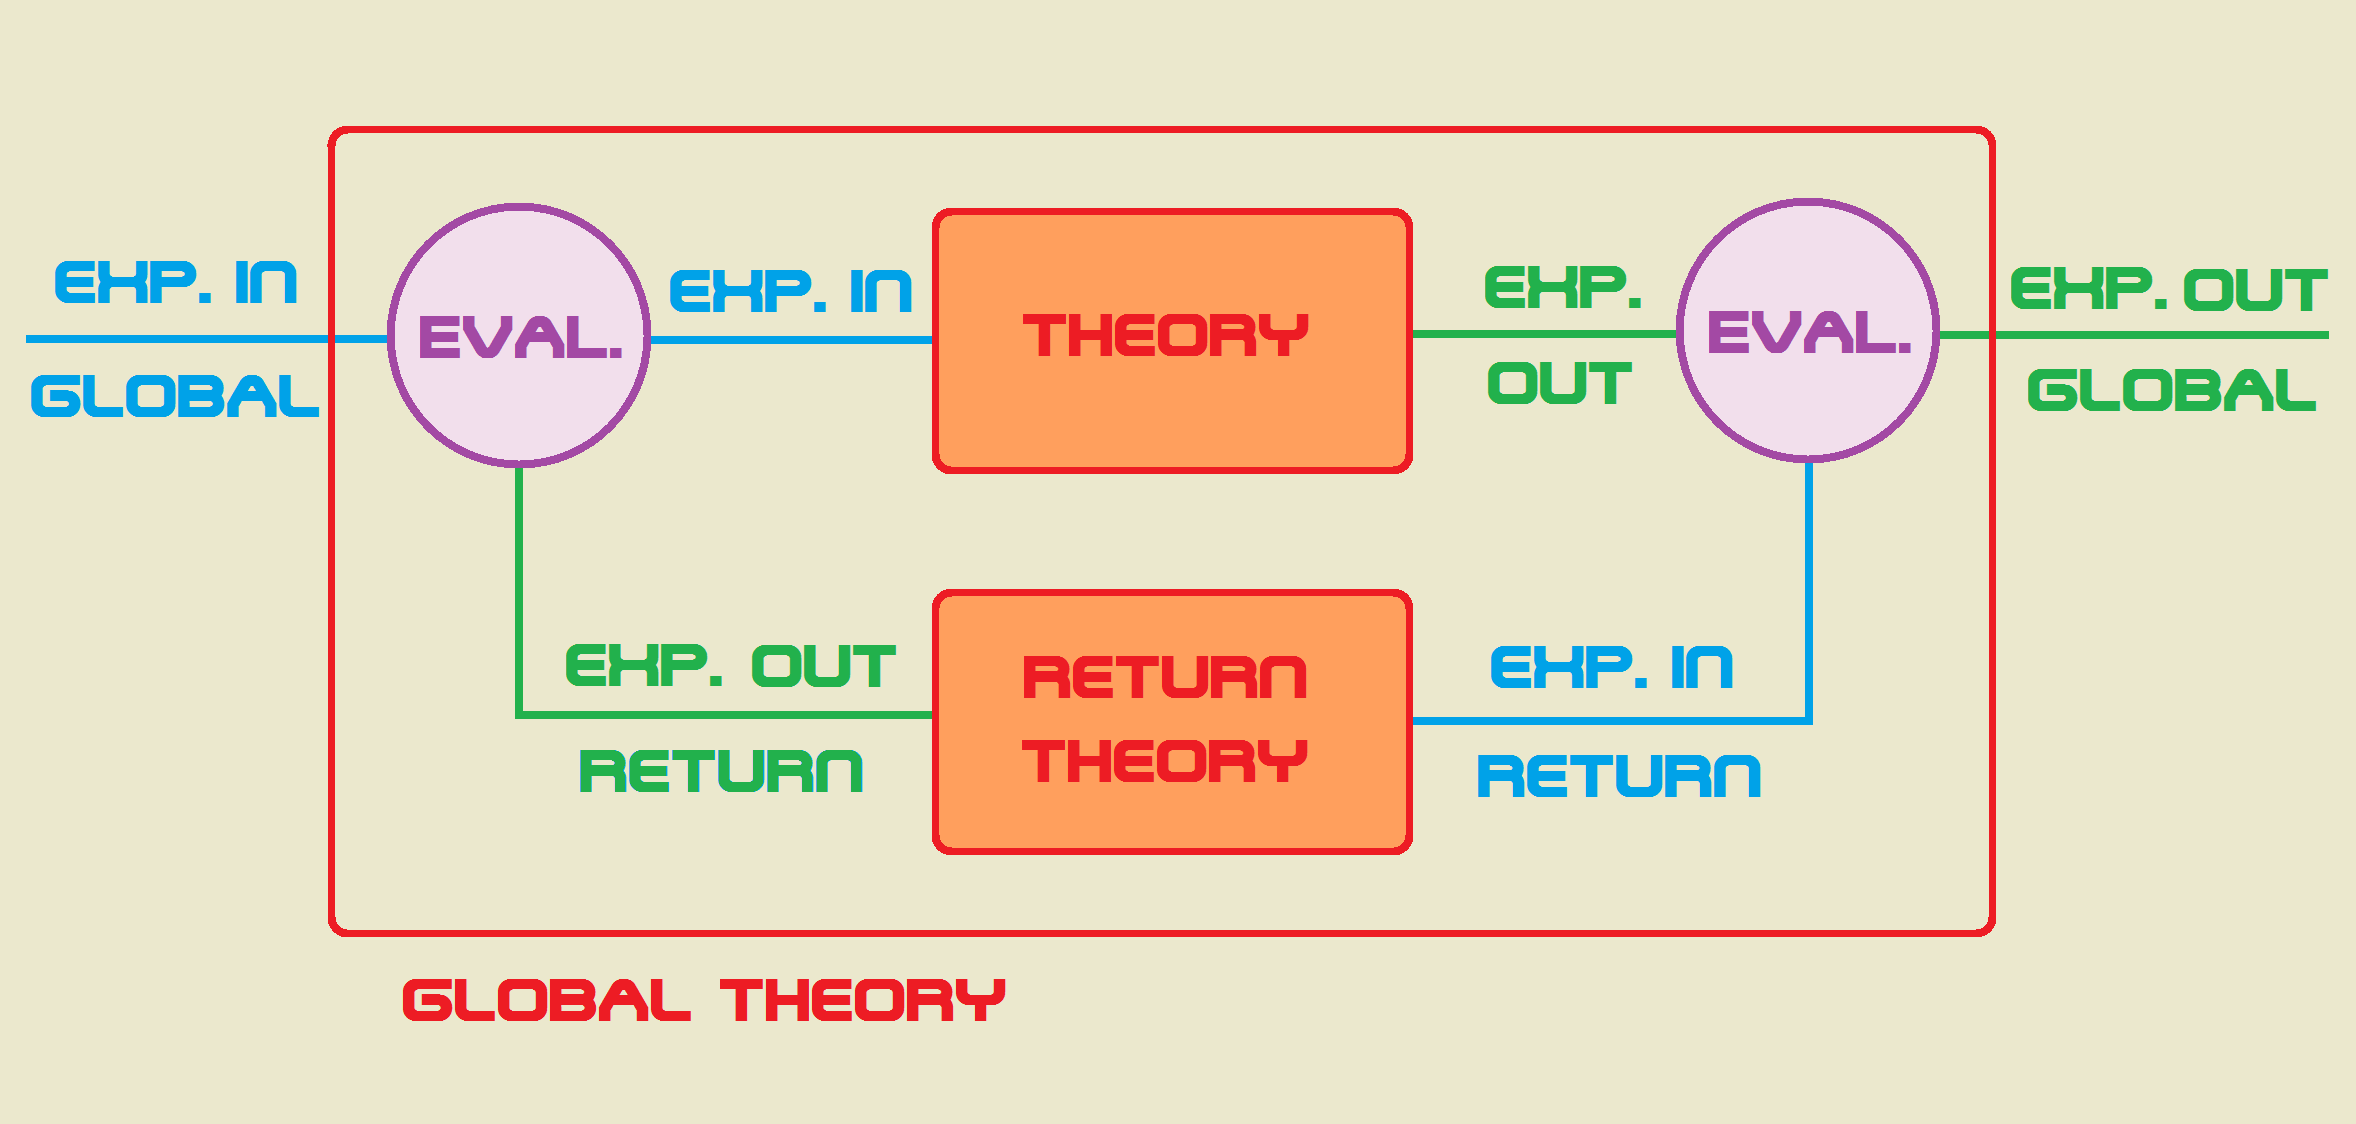 EXP. IN
GLOBAL
EVAL.
EXP. IN
THEORY
EXP.
OUT
EVAL.
EXP. OUT
GLOBAL
EXP. OUT
RETURN
RETURN
THEORY
EXP. IN
RETURN
GLOBAL THEORY